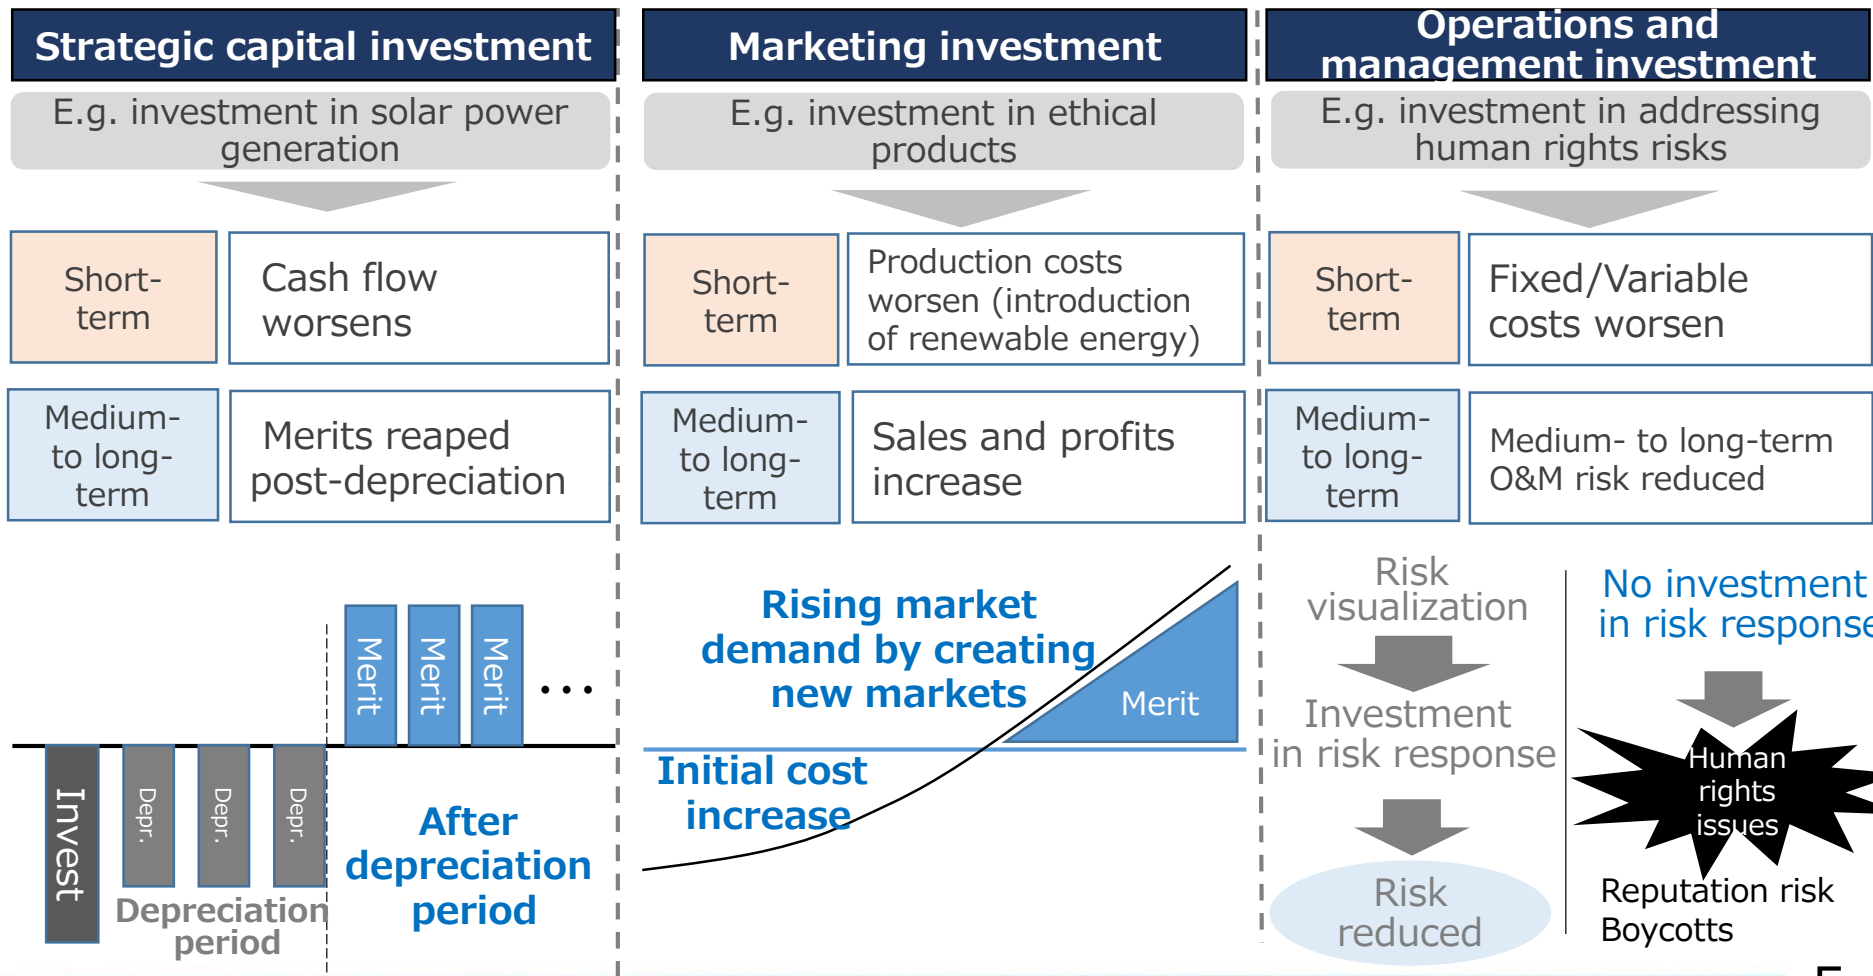 Strategic capital investment
E.g. investment in solar power
generation
Short-
term
Cash flow
worsens
Medium-
to long-
term
Merits reaped
post-depreciation
Merit
Merit
Merit
...
Invest
Depr.
Depr.
Depr.
Depreciation
period
After
depreciation
period
Marketing investment
E.g. investment in ethical
products
Short-
term
Production costs
worsen (introduction
of renewable energy)
Medium-
to long-
term
Sales and profits
increase
Rising market
demand by creating
new markets
Merit
Initial cost
increase
Operations and
management investment
E.g. investment in addressing
human rights risks
Short-
term
Fixed/Variable
costs worsen
Medium-
to long-
term
Medium- to long-term
O&M risk reduced
Risk
visualization
Investment
in risk response
Risk
reduced
No investment
in risk response
Human
rights
issues
Reputation risk
Boycotts